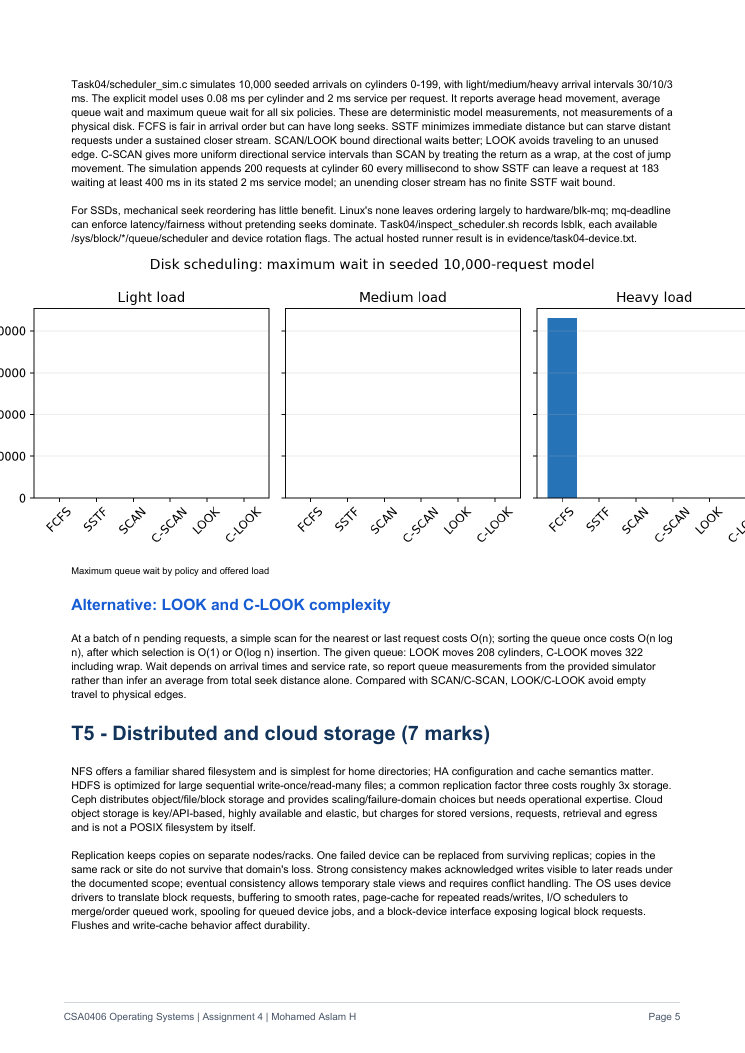 Task04/scheduler_sim.c simulates 10,000 seeded arrivals on cylinders 0-199, with light/medium/heavy arrival intervals 30/10/3
ms. The explicit model uses 0.08 ms per cylinder and 2 ms service per request. It reports average head movement, average
queue wait and maximum queue wait for all six policies. These are deterministic model measurements, not measurements of a
physical disk. FCFS is fair in arrival order but can have long seeks. SSTF minimizes immediate distance but can starve distant
requests under a sustained closer stream. SCAN/LOOK bound directional waits better; LOOK avoids traveling to an unused
edge. C-SCAN gives more uniform directional service intervals than SCAN by treating the return as a wrap, at the cost of jump
movement. The simulation appends 200 requests at cylinder 60 every millisecond to show SSTF can leave a request at 183
waiting at least 400 ms in its stated 2 ms service model; an unending closer stream has no finite SSTF wait bound.
For SSDs, mechanical seek reordering has little benefit. Linux's none leaves ordering largely to hardware/blk-mq; mq-deadline
can enforce latency/fairness without pretending seeks dominate. Task04/inspect_scheduler.sh records lsblk, each available
/sys/block/*/queue/scheduler and device rotation flags. The actual hosted runner result is in evidence/task04-device.txt.
Disk scheduling: maximum wait in seeded 10,000-request model
Light load
Medium load
Heavy load
0000
0000
0000
0000
0
FCFS
SSTF
SCAN
C-SCAN
LOOK
C-LOOK
FCFS
SSTF
SCAN
C-SCAN
LOOK
C-LOOK
FCFS
SSTF
SCAN
C-SCAN
LOOK
C-LO
Maximum queue wait by policy and offered load
Alternative: LOOK and C-LOOK complexity
At a batch of n pending requests, a simple scan for the nearest or last request costs O(n); sorting the queue once costs O(n log
n), after which selection is O(1) or O(log n) insertion. The given queue: LOOK moves 208 cylinders, C-LOOK moves 322
including wrap. Wait depends on arrival times and service rate, so report queue measurements from the provided simulator
rather than infer an average from total seek distance alone. Compared with SCAN/C-SCAN, LOOK/C-LOOK avoid empty
travel to physical edges.
T5 - Distributed and cloud storage (7 marks)
NFS offers a familiar shared filesystem and is simplest for home directories; HA configuration and cache semantics matter.
HDFS is optimized for large sequential write-once/read-many files; a common replication factor three costs roughly 3x storage.
Ceph distributes object/file/block storage and provides scaling/failure-domain choices but needs operational expertise. Cloud
object storage is key/API-based, highly available and elastic, but charges for stored versions, requests, retrieval and egress
and is not a POSIX filesystem by itself.
Replication keeps copies on separate nodes/racks. One failed device can be replaced from surviving replicas; copies in the
same rack or site do not survive that domain's loss. Strong consistency makes acknowledged writes visible to later reads under
the documented scope; eventual consistency allows temporary stale views and requires conflict handling. The OS uses device
drivers to translate block requests, buffering to smooth rates, page-cache for repeated reads/writes, I/O schedulers to
merge/order queued work, spooling for queued device jobs, and a block-device interface exposing logical block requests.
Flushes and write-cache behavior affect durability.
CSA0406 Operating Systems | Assignment 4 | Mohamed Aslam H
Page 5